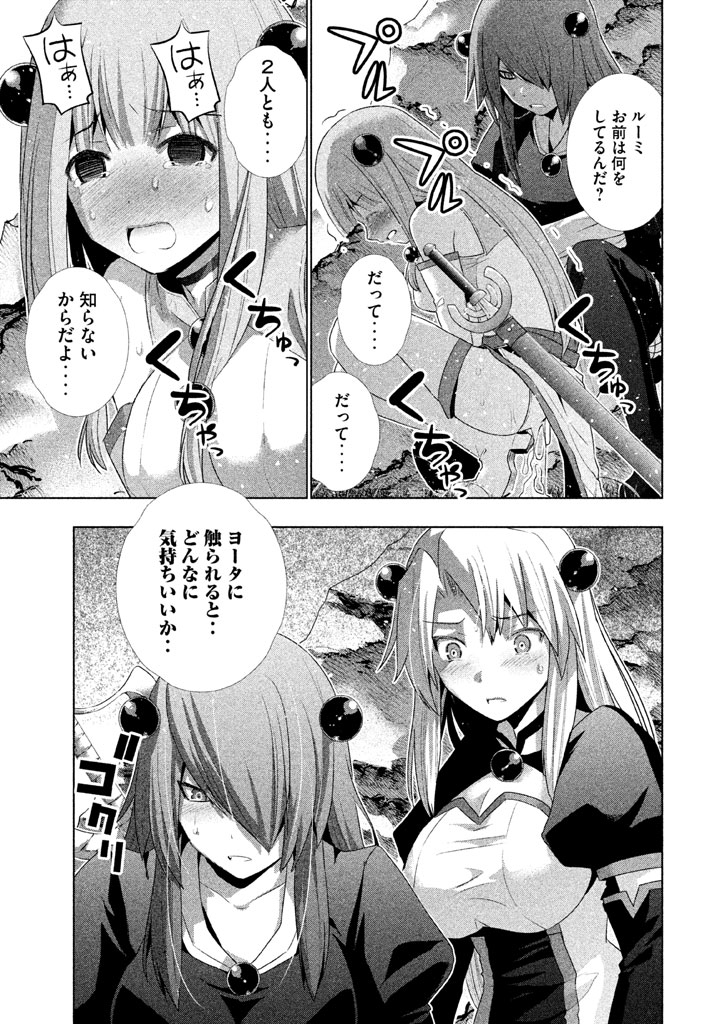 ルーミ
お前は何を
してるんだ?
プル
プル
だって‥‥
だって‥‥
くちゅっ
くちゃっ
2人とも‥‥
はぁ…
はぁ…
知らない
からだよ‥‥
くちゅっ
くちゃっ
ヨータに
触られると‥
どんなに
気持ちいいか‥
コクッ